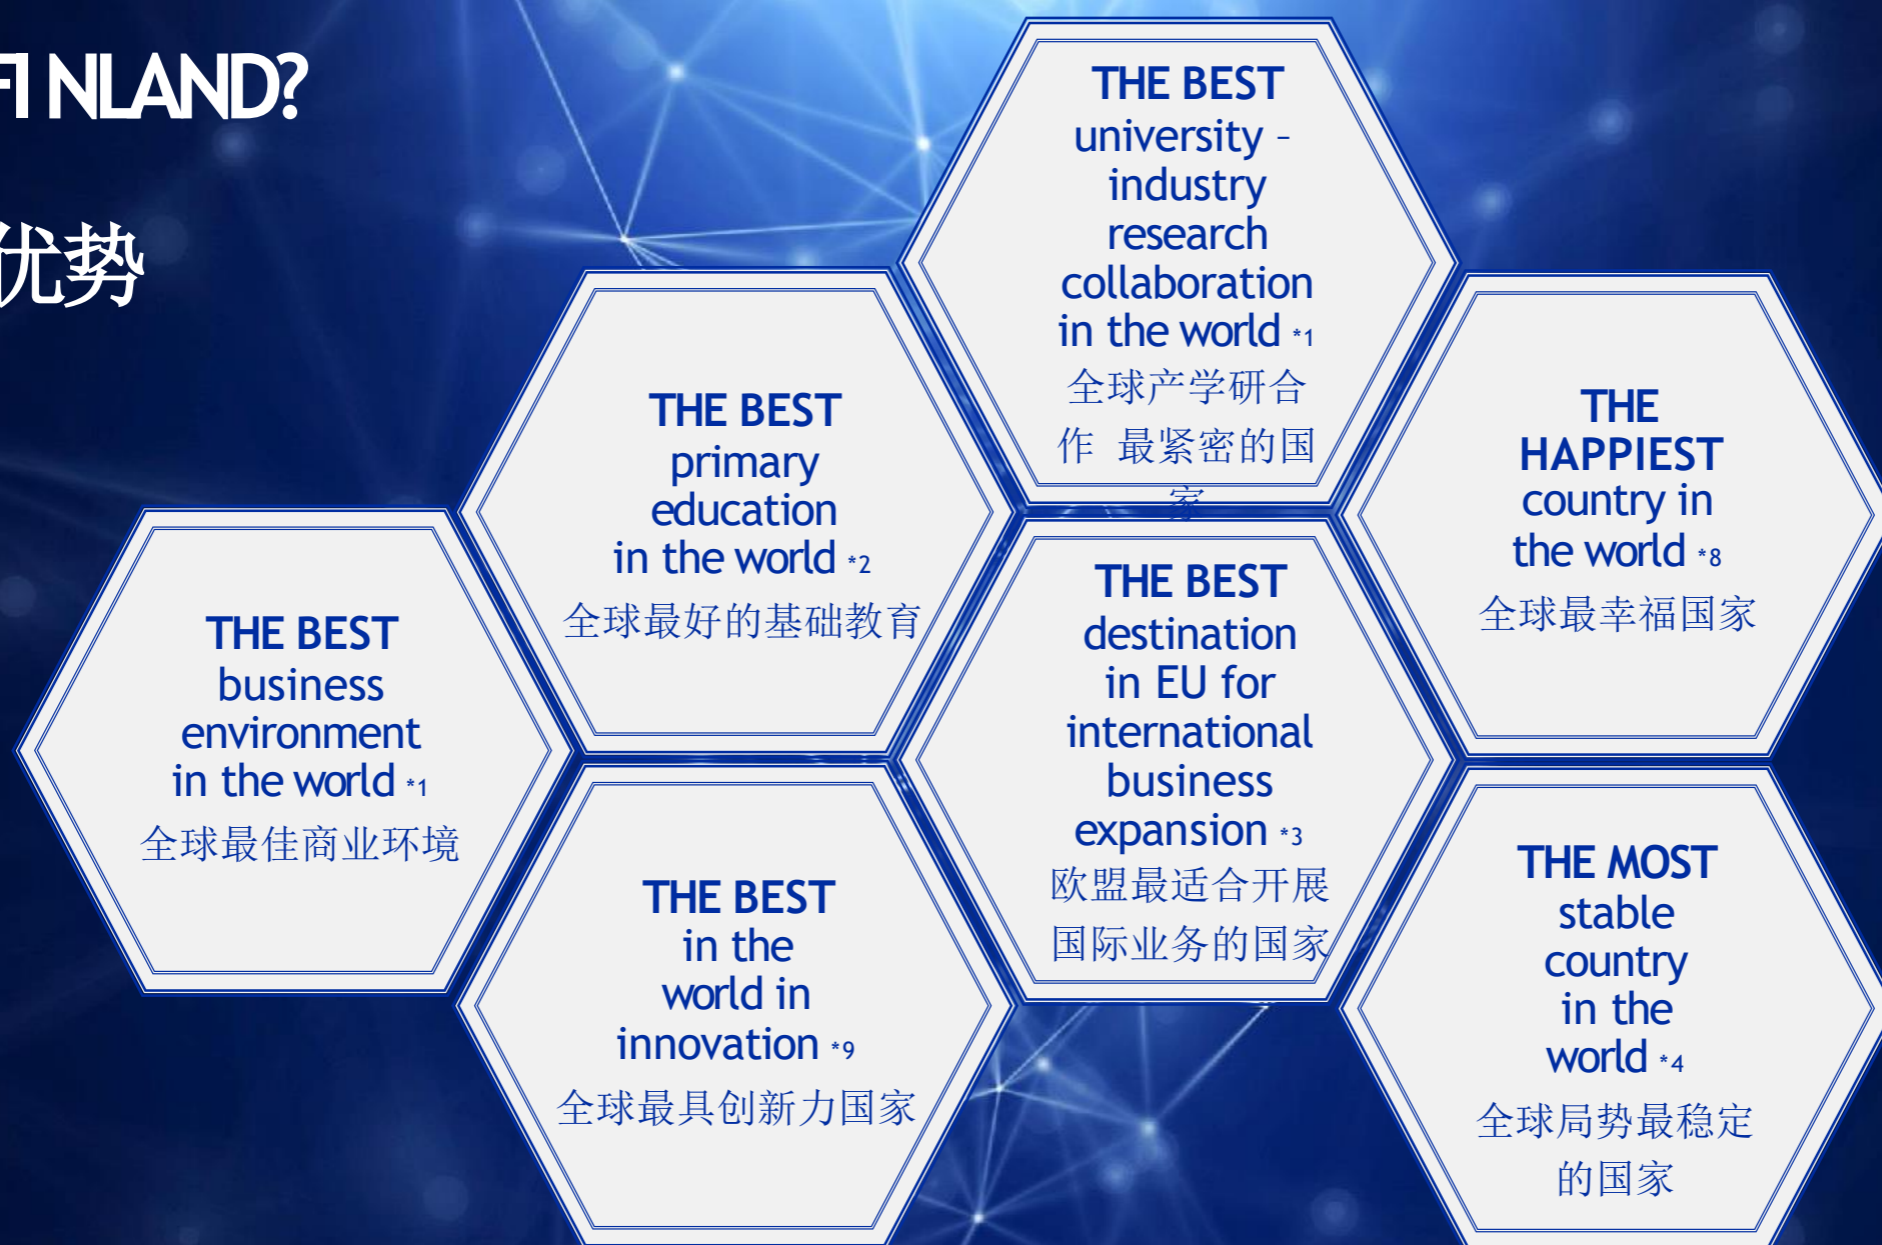 FINLAND?
优势
THE BEST
university –
industry
research
collaboration
in the world *1
全球产学研合
作 最紧密的国
家
THE BEST
primary
education
in the world *2
全球最好的基础教育
THE
HAPPIEST
country in
the world *8
全球最幸福国家
THE BEST
business
environment
in the world *1
全球最佳商业环境
THE BEST
destination
in EU for
international
business
expansion *3
欧盟最适合开展
国际业务的国家
THE BEST
in the
world in
innovation *9
全球最具创新力国家
THE MOST
stable
country
in the
world *4
全球局势最稳定
的国家